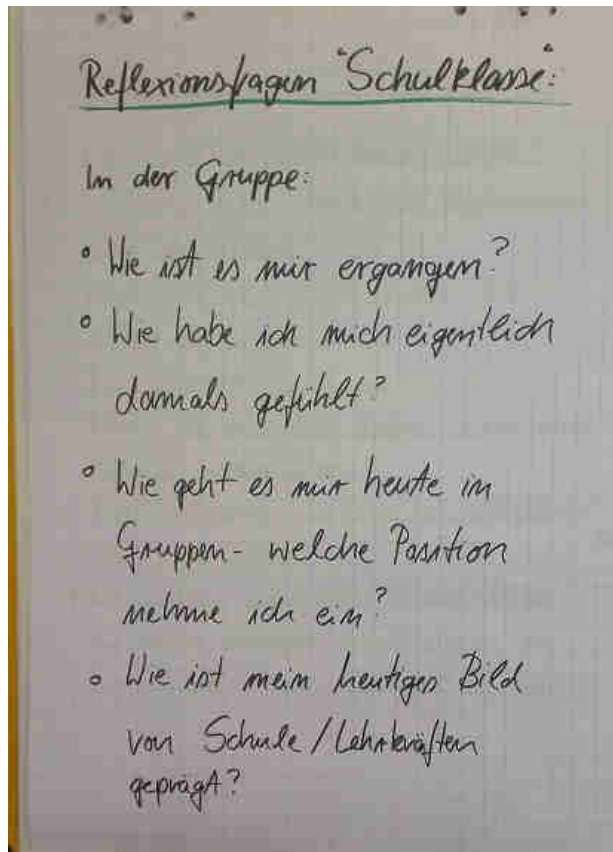 Reflexionsfragen "Schulklasse":
In der Gruppe:
• Wie ist es mir ergangen?
• Wie habe ich mich eigentlich
damals gefühlt?
• Wie geht es mir heute in
Gruppen - welche Position
nehme ich ein?
• Wie ist mein heutiges Bild
von Schule/Lehrkräften
geprägt?